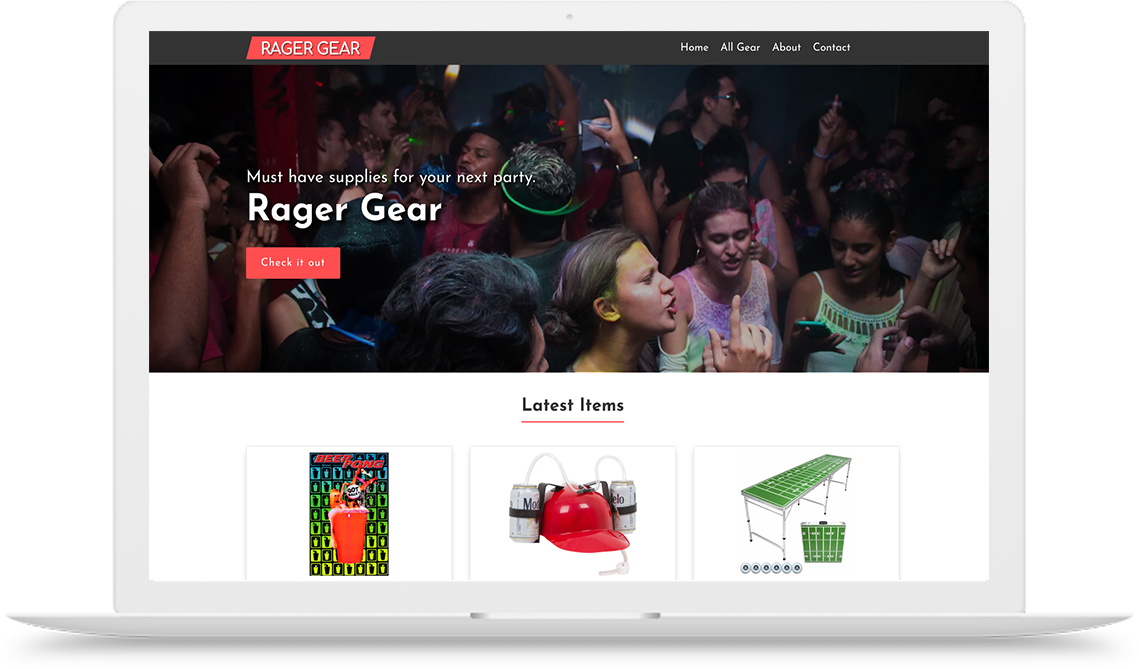 RAGER GEAR
Home All Gear About Contact
Must have supplies for your next party.
Rager Gear
Check it out
Latest Items
BEER PONG
GOT